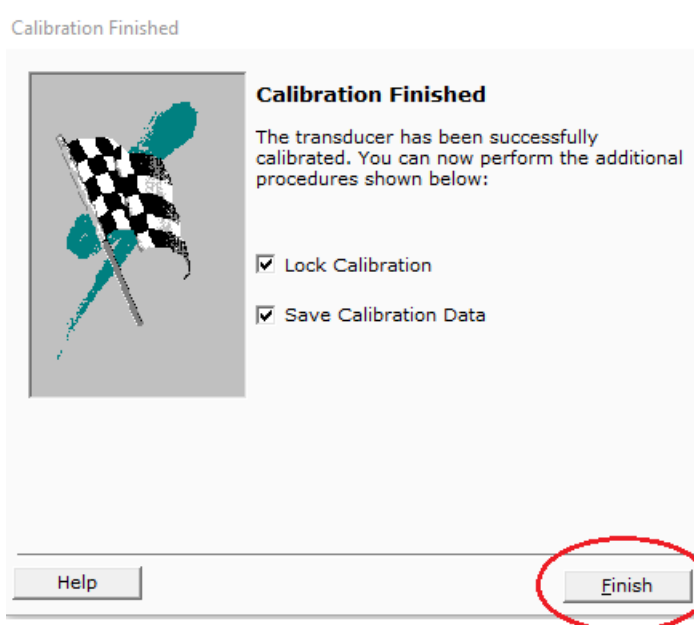 Calibration Finished
Calibration Finished
The transducer has been successfully
calibrated. You can now perform the additional
procedures shown below:
Lock Calibration
Save Calibration Data
Help
Finish